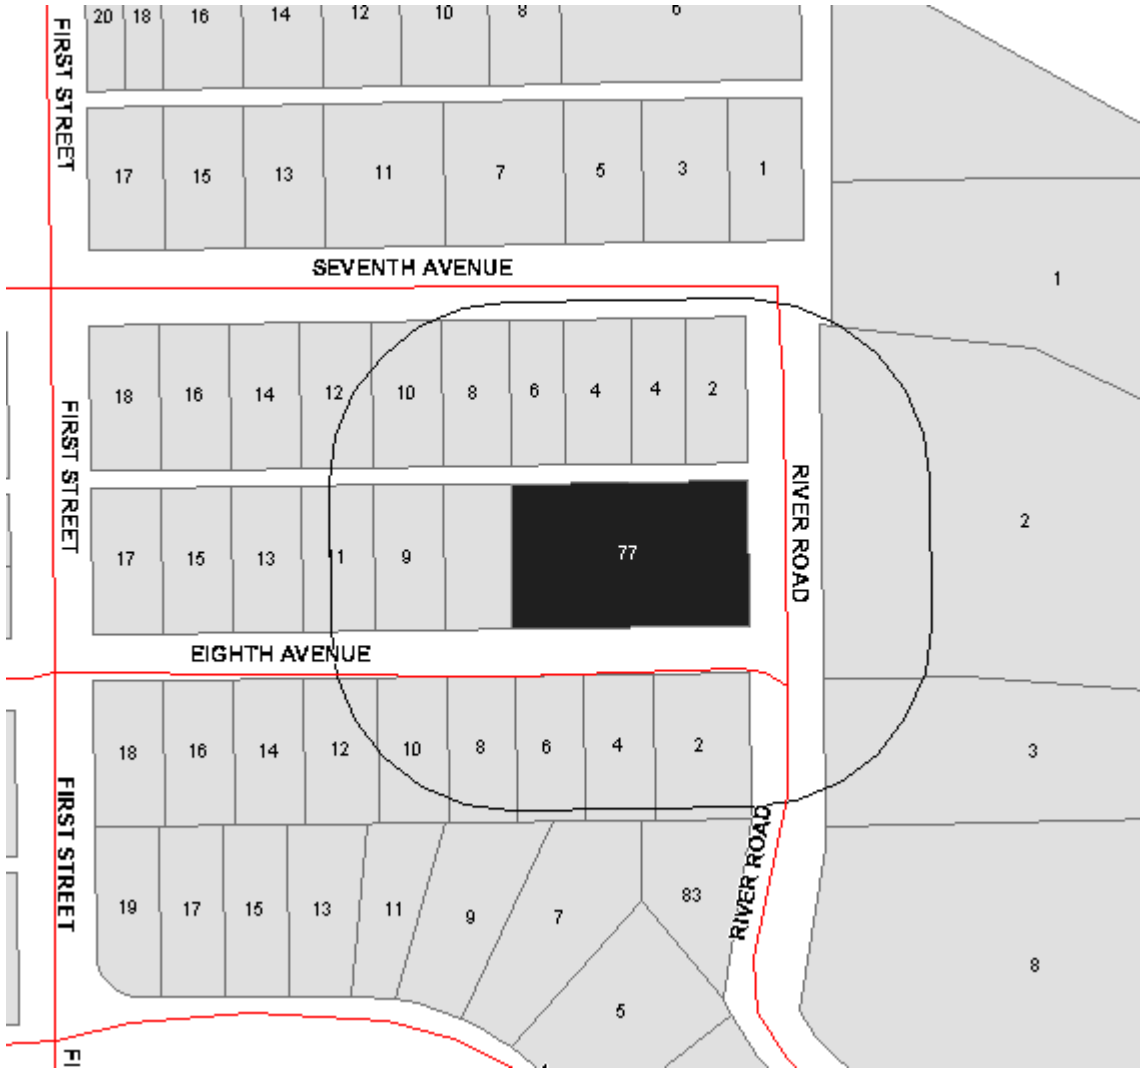 20 18 16 14 12 10 8 6
FIRST STREET
17 15 13 11 7 5 3 1
SEVENTH AVENUE
1
18 16 14 12 10 8 6 4 4 2
FIRST STREET
RIVER ROAD
2
17 15 13 1 9 77
EIGHTH AVENUE
18 16 14 12 10 8 6 4 2
3
FIRST STREET
RIVER ROAD
19 17 15 13 11 9 7 83
8
5